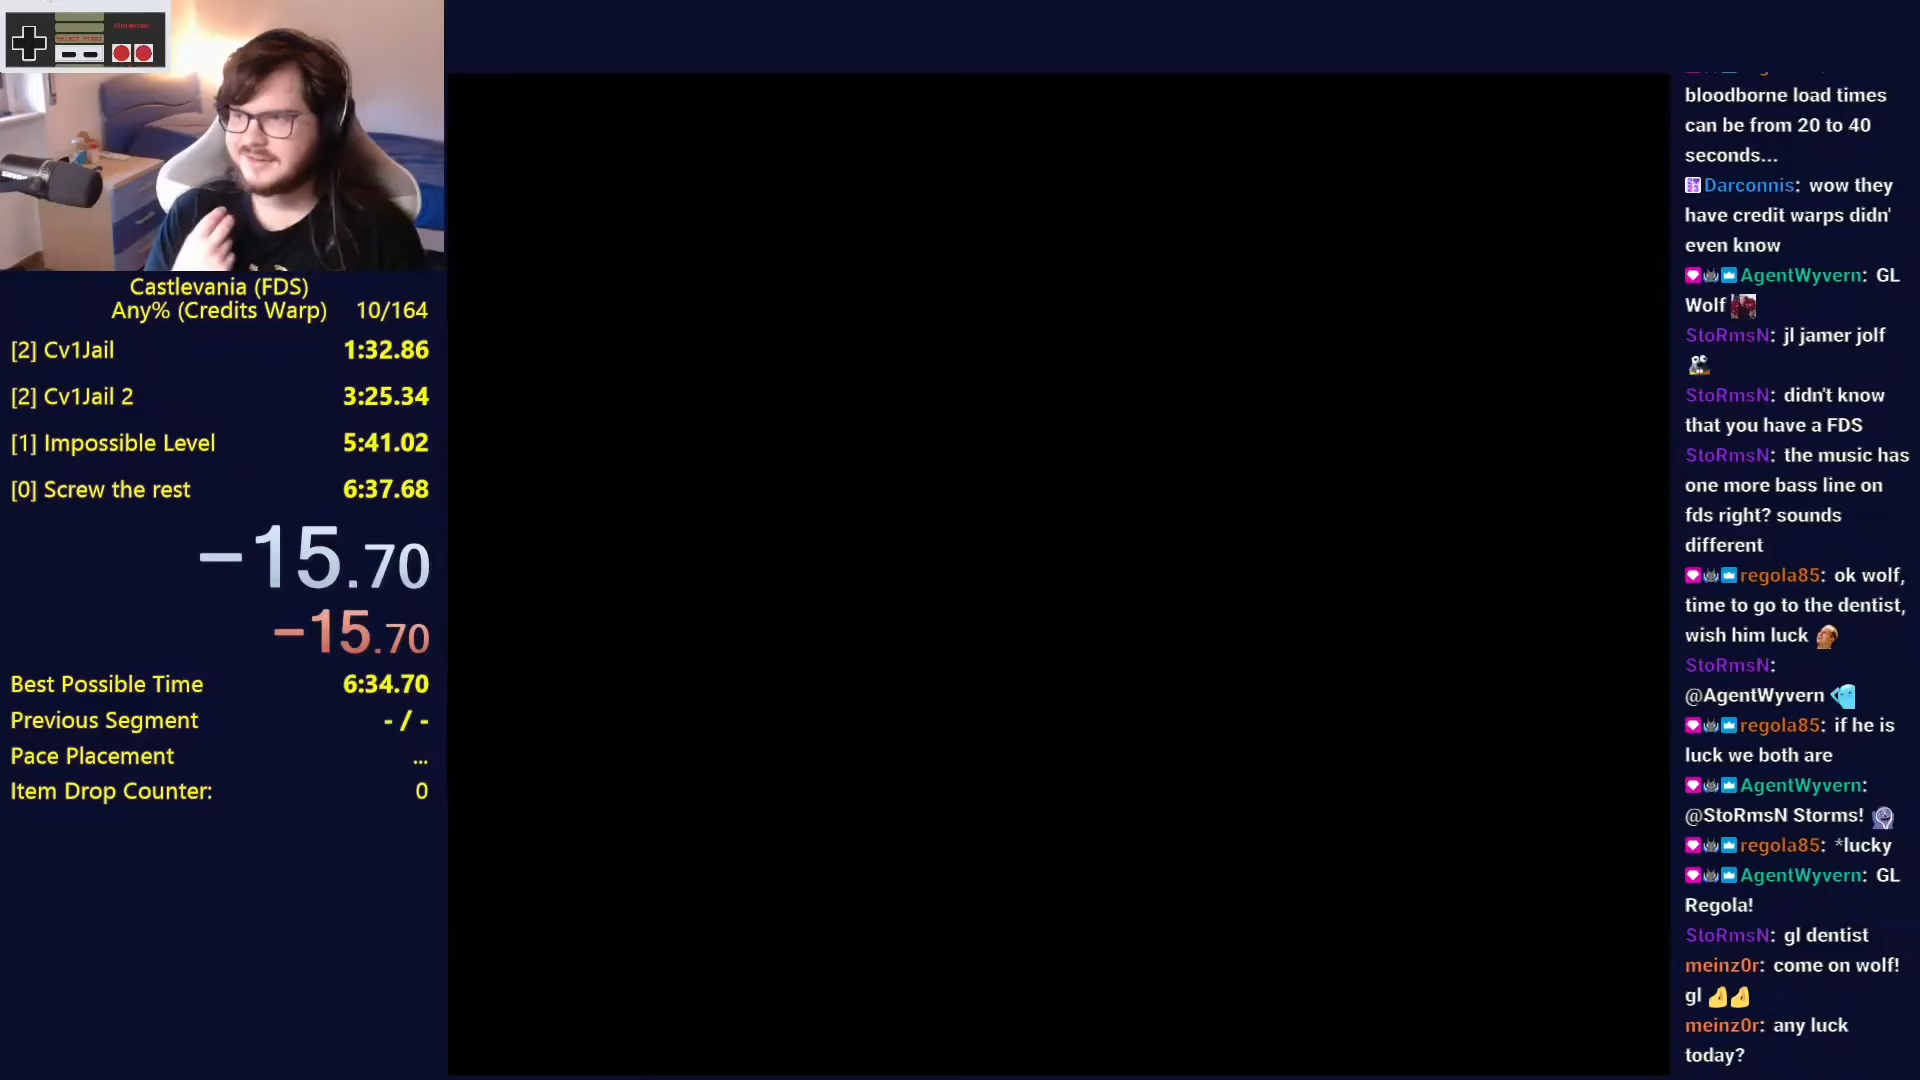 Nintendo
SELECT START
Castlevania (FDS)
Any% (Credits Warp) 10/164
[2] Cv1Jail 1:32.86
[2] Cv1Jail 2 3:25.34
[1] Impossible Level 5:41.02
[0] Screw the rest 6:37.68
−15.70
−15.70
Best Possible Time 6:34.70
Previous Segment - / -
Pace Placement ...
Item Drop Counter: 0
bloodborne load times
can be from 20 to 40
seconds...
Darconnis: wow they
have credit warps didn'
even know
AgentWyvern: GL
Wolf
StoRmsN: jl jamer jolf
StoRmsN: didn't know
that you have a FDS
StoRmsN: the music has
one more bass line on
fds right? sounds
different
regola85: ok wolf,
time to go to the dentist,
wish him luck
StoRmsN:
@AgentWyvern
regola85: if he is
luck we both are
AgentWyvern:
@StoRmsN Storms!
regola85: *lucky
AgentWyvern: GL
Regola!
StoRmsN: gl dentist
meinz0r: come on wolf!
gl
meinz0r: any luck
today?